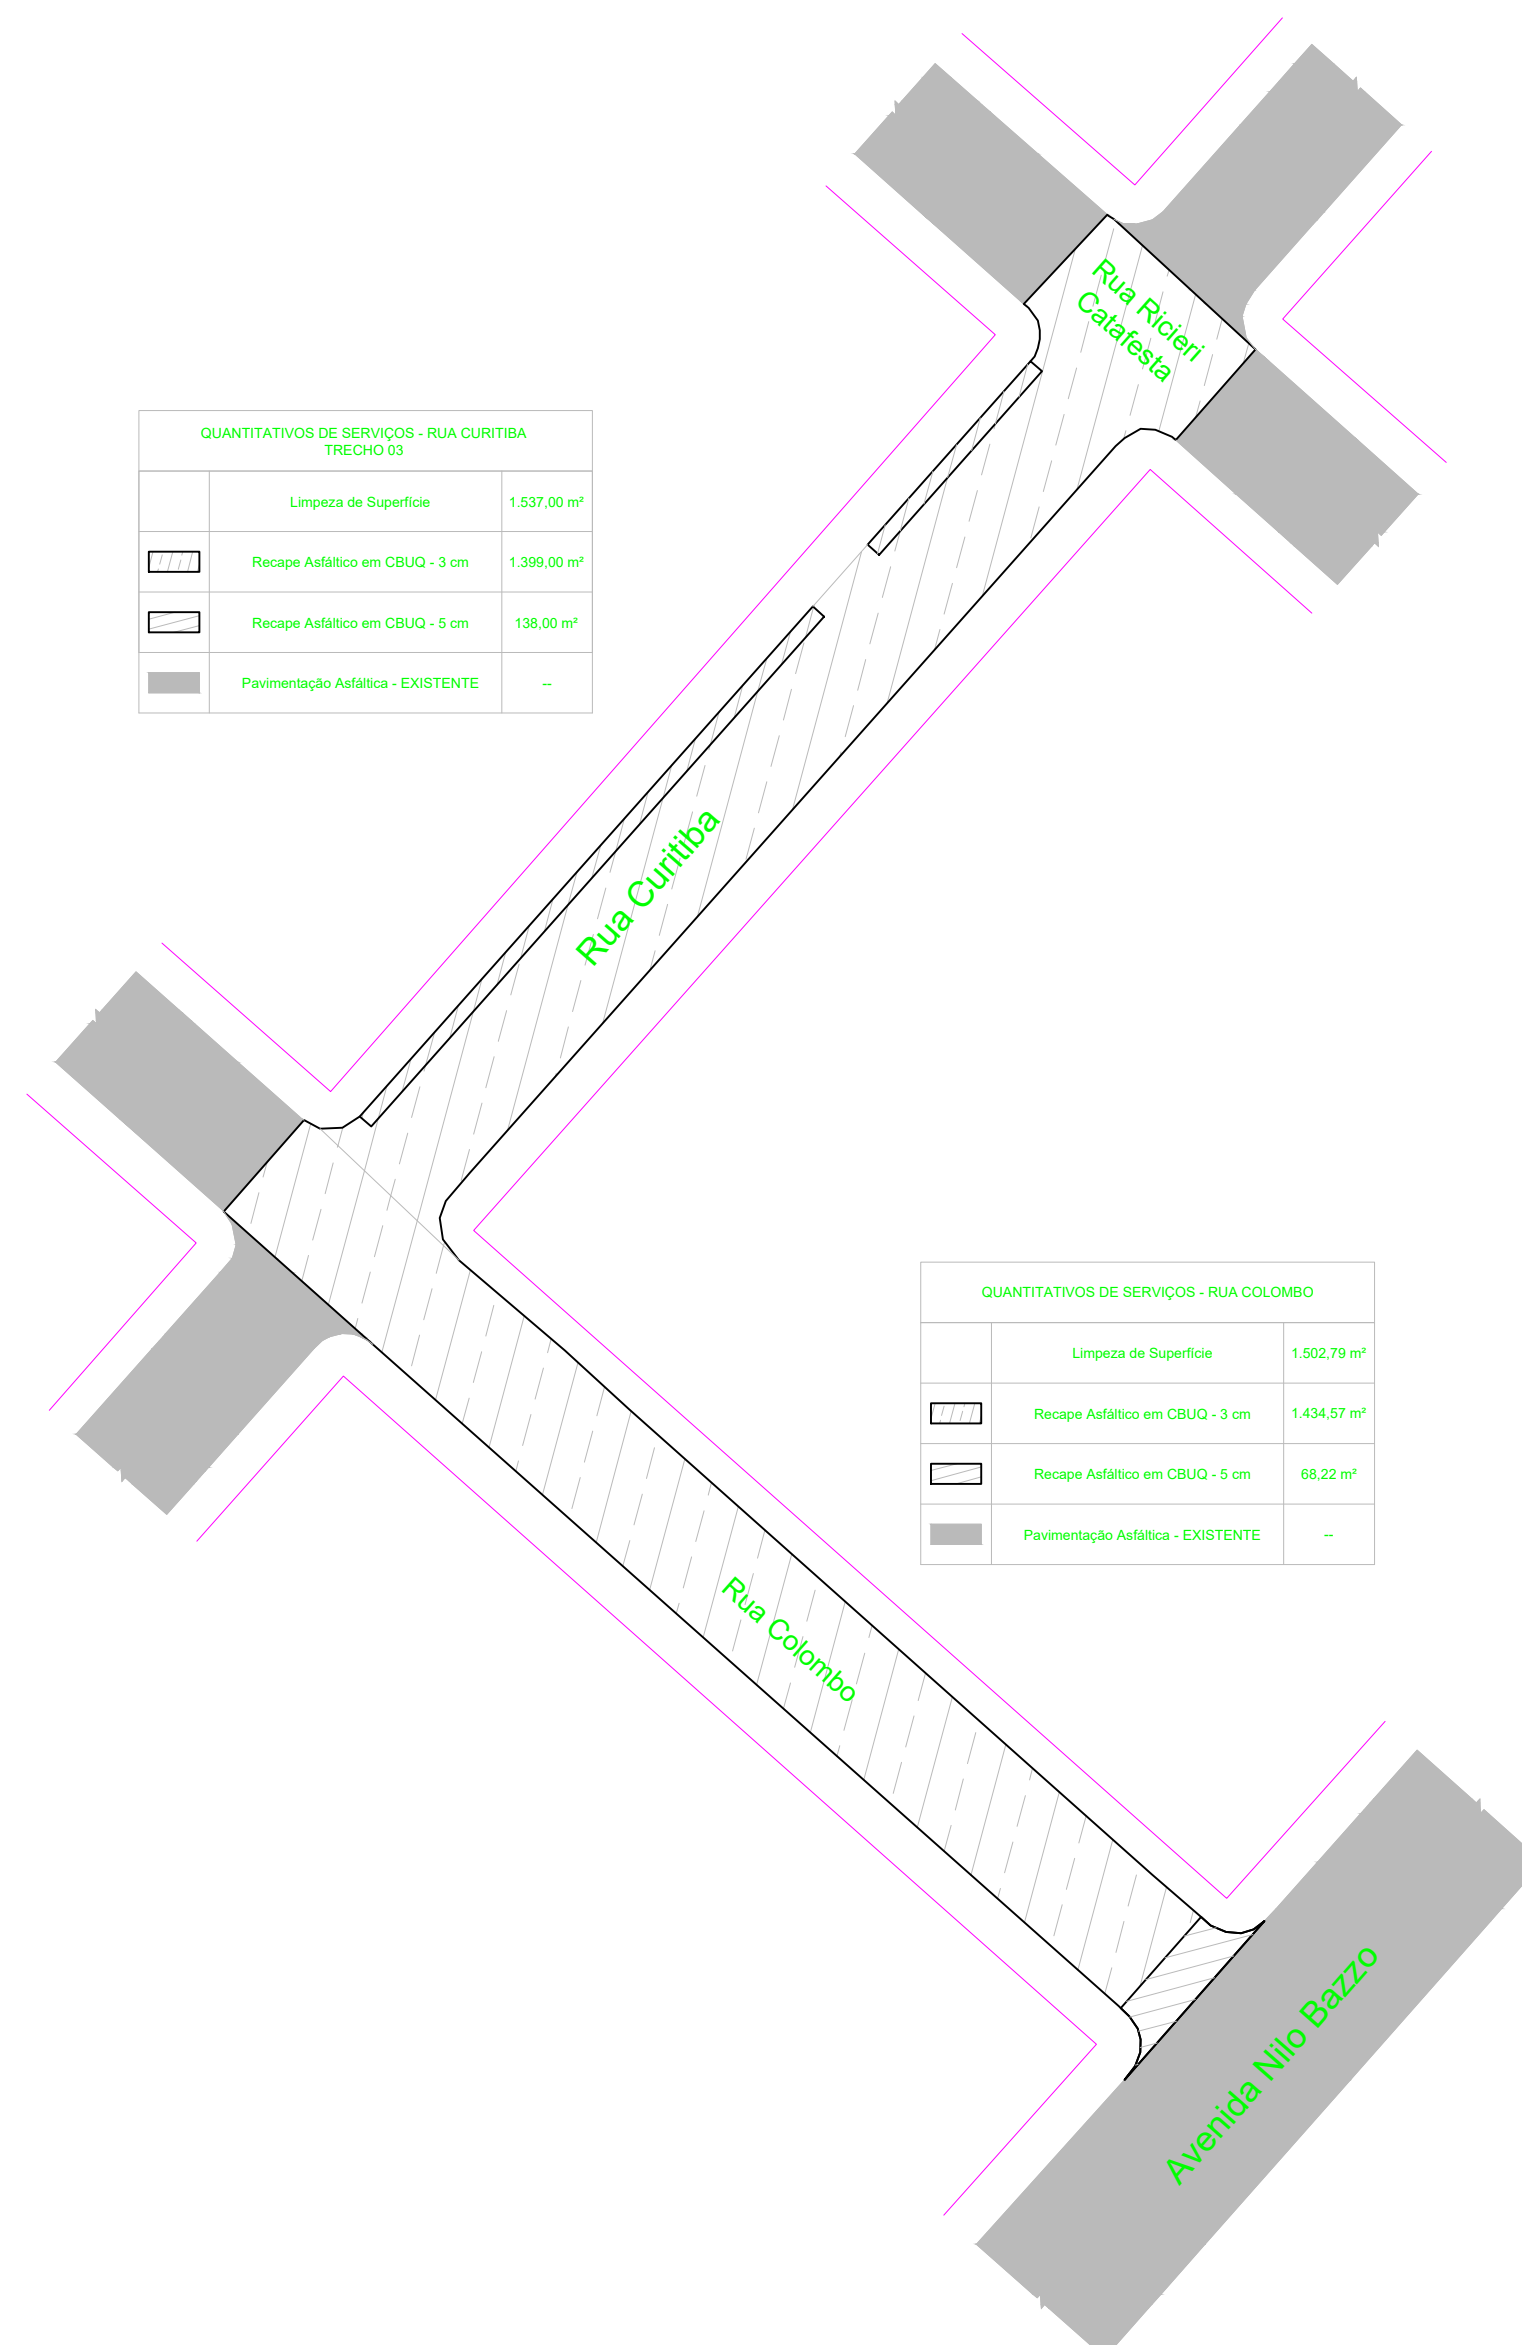 Rua Ricieri
Catafesta
QUANTITATIVOS DE SERVIÇOS - RUA CURITIBA
TRECHO 03
Limpeza de Superfície 1.537,00 m²
Recape Asfáltico em CBUQ - 3 cm 1.399,00 m²
Recape Asfáltico em CBUQ - 5 cm 138,00 m²
Pavimentação Asfáltica - EXISTENTE --
Rua Curitiba
QUANTITATIVOS DE SERVIÇOS - RUA COLOMBO
Limpeza de Superfície 1.502,79 m²
Recape Asfáltico em CBUQ - 3 cm 1.434,57 m²
Recape Asfáltico em CBUQ - 5 cm 68,22 m²
Pavimentação Asfáltica - EXISTENTE --
Rua Colombo
Avenida Nilo Bazzo